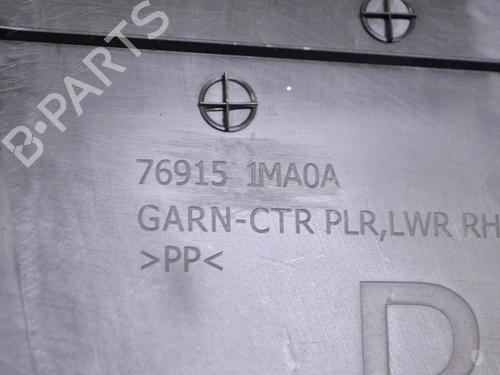 B-PARTS
76915 1MA0A
GARN-CTR PLR,LWR RH
>PP<